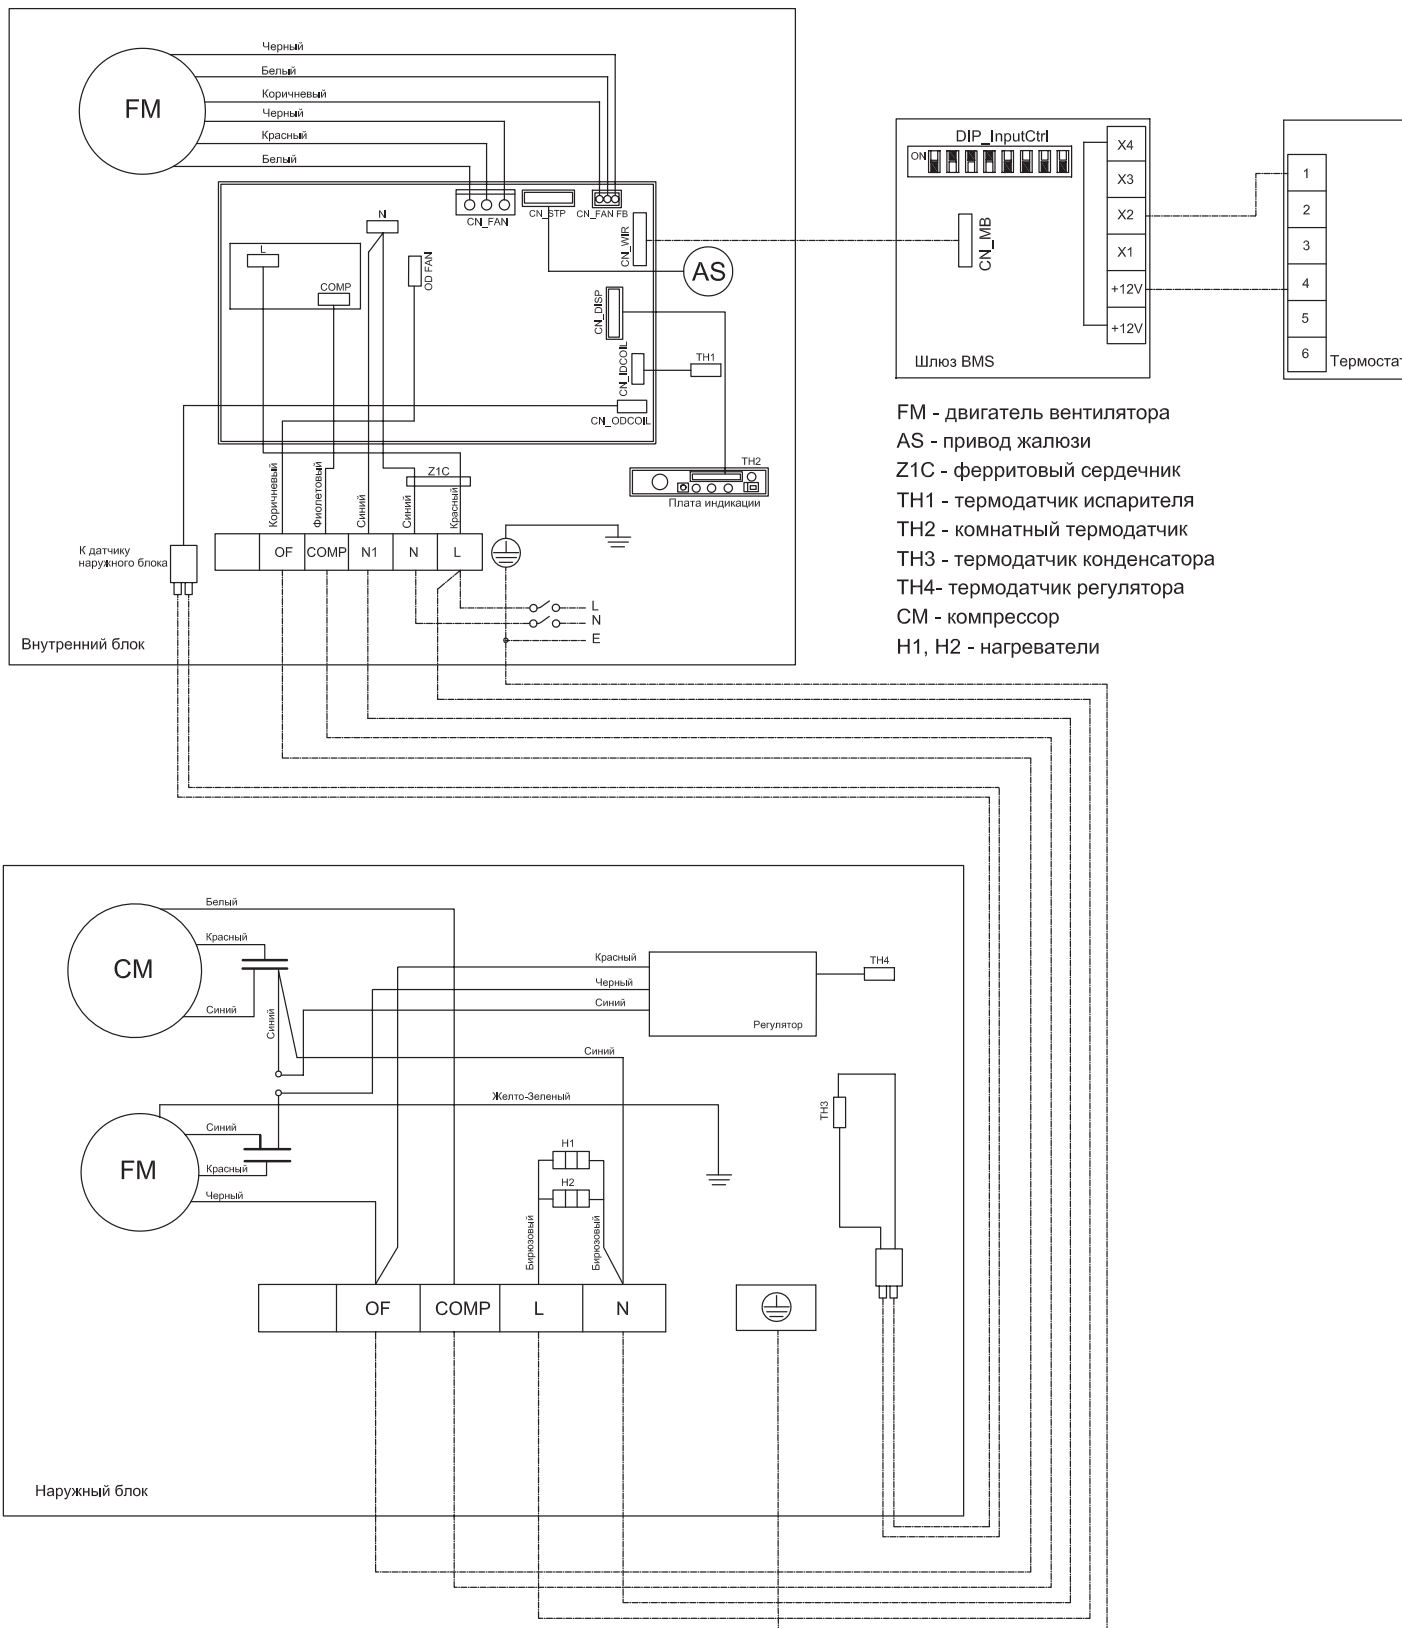 Черный
Белый
Коричневый
Черный
Красный
Белый
FM
CN_FAN
CN_STP
CN_FAN FB
CN_WIR
N
L
COMP
OD FAN
AS
CN_DISP
CN_IDCOIL
TH1
CN_ODCOIL
Z1C
TH2
Плата индикации
Коричневый
Фиолетовый
Синий
Синий
Красный
К датчику
наружного блока
OF
COMP
N1
N
L
L
N
E
Внутренний блок
DIP_InputCtrl
ON
CN_MB
X4
X3
X2
X1
+12V
+12V
Шлюз BMS
1
2
3
4
5
6
Термостат
FM - двигатель вентилятора
AS - привод жалюзи
Z1C - ферритовый сердечник
TH1 - термодатчик испарителя
TH2 - комнатный термодатчик
TH3 - термодатчик конденсатора
TH4- термодатчик регулятора
CM - компрессор
H1, H2 - нагреватели
Белый
Красный
CM
Синий
Синий
Красный
Черный
Синий
Регулятор
TH4
Синий
Желто-Зеленый
TH3
Синий
FM
Красный
Черный
H1
H2
Бирюзовый
Бирюзовый
OF
COMP
L
N
Наружный блок